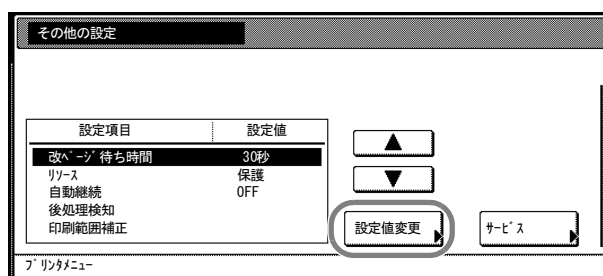 その他の設定
設定項目 設定値
改ﾍﾟｰｼﾞ待ち時間 30秒
ﾘｿｰｽ 保護
自動継続 OFF
後処理検知
印刷範囲補正
▲
▼
設定値変更 ｻｰﾋﾞｽ
ﾌﾟﾘﾝﾀﾒﾆｭｰ